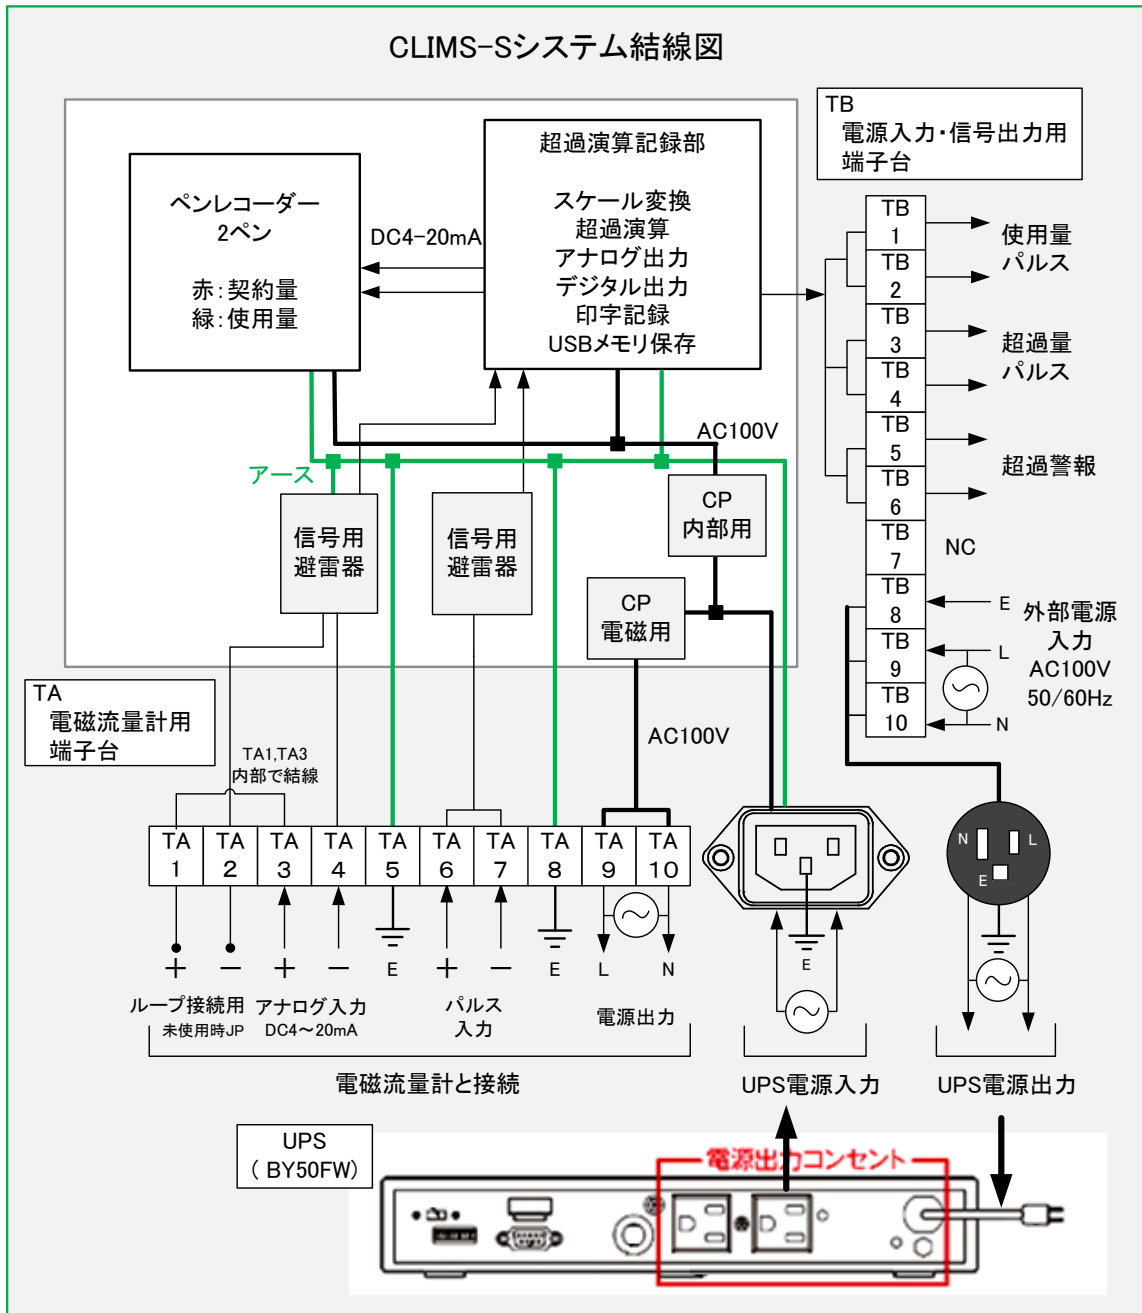 CLIMS-Sシステム結線図
TB
電源入力・信号出力用
端子台
ペンレコーダー
2ペン
赤：契約量
緑：使用量
DC4-20mA
超過演算記録部
スケール変換
超過演算
アナログ出力
デジタル出力
印字記録
USBメモリ保存
TB
1
TB
2
TB
3
TB
4
TB
5
TB
6
TB
7
TB
8
TB
9
TB
10
使用量
パルス
超過量
パルス
超過警報
NC
E
L
N
外部電源
入力
AC100V
50/60Hz
AC100V
アース
信号用
避雷器
信号用
避雷器
CP
内部用
CP
電磁用
TA
電磁流量計用
端子台
TA1,TA3
内部で結線
AC100V
TA
1
TA
2
TA
3
TA
4
TA
5
TA
6
TA
7
TA
8
TA
9
TA
10
N
L
E
+
−
+
−
E
+
−
E
L
N
E
ループ接続用
未使用時JP
アナログ入力
DC4～20mA
パルス
入力
電源出力
電磁流量計と接続
UPS電源入力
UPS電源出力
UPS
( BY50FW)
電源出力コンセント